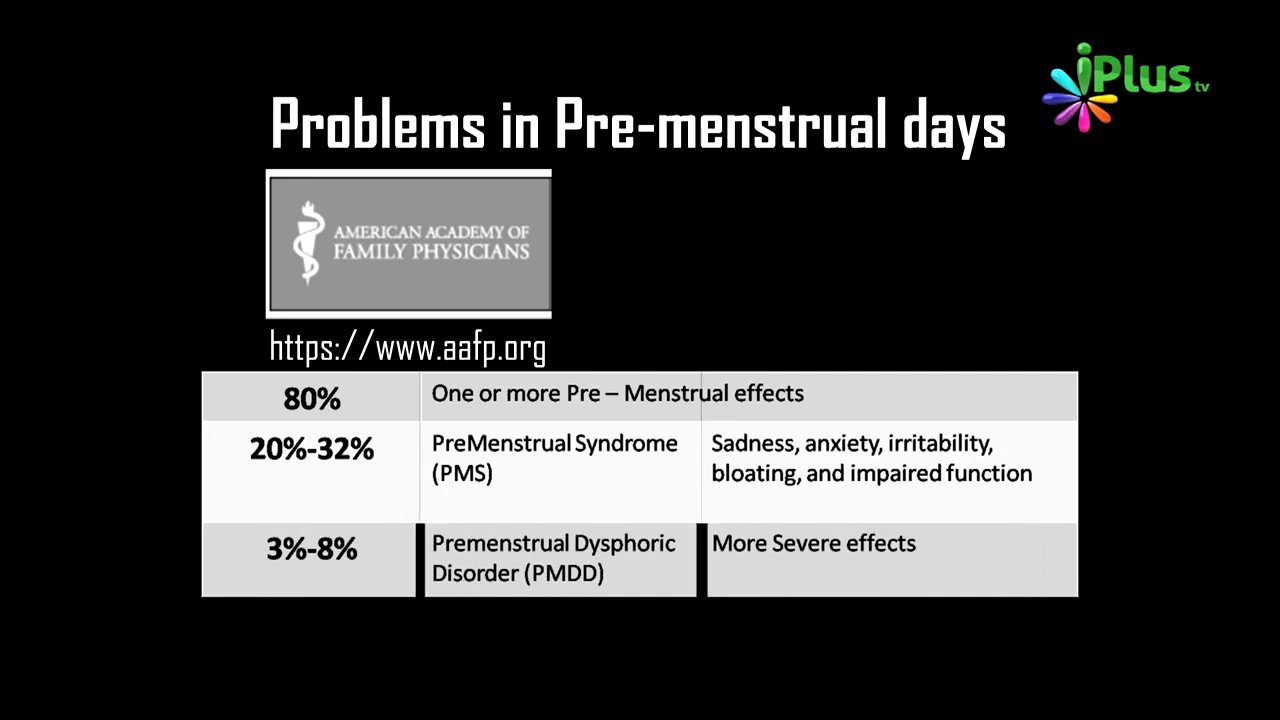 iPlus tv
Problems in Pre-menstrual days
AMERICAN ACADEMY OF
FAMILY PHYSICIANS
https://www.aafp.org
80% One or more Pre – Menstrual effects
20%-32% PreMenstrual Syndrome Sadness, anxiety, irritability,
(PMS) bloating, and impaired function
3%-8% Premenstrual Dysphoric More Severe effects
Disorder (PMDD)